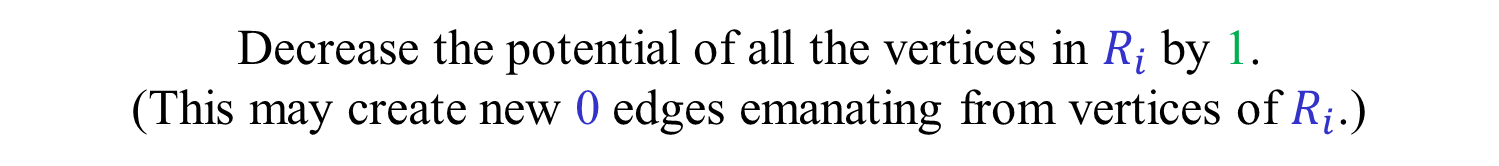 Decrease the potential of all the vertices in Rᵢ by 1.
(This may create new 0 edges emanating from vertices of Rᵢ.)